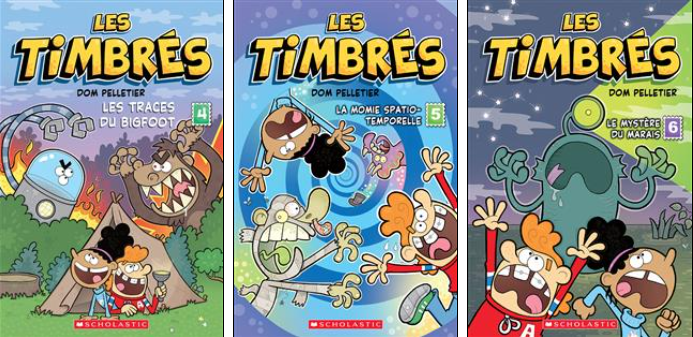 LES
TiMBRÉS
DOM PELLETIER
LES TRACES
DU BIGFOOT
4
SCHOLASTIC
LES
TiMBRÉS
DOM PELLETIER
LA MOMIE SPATIO-
TEMPORELLE
5
SCHOLASTIC
LES
TiMBRÉS
DOM PELLETIER
LE MYSTÈRE
DU MARAIS
6
A
SCHOLASTIC